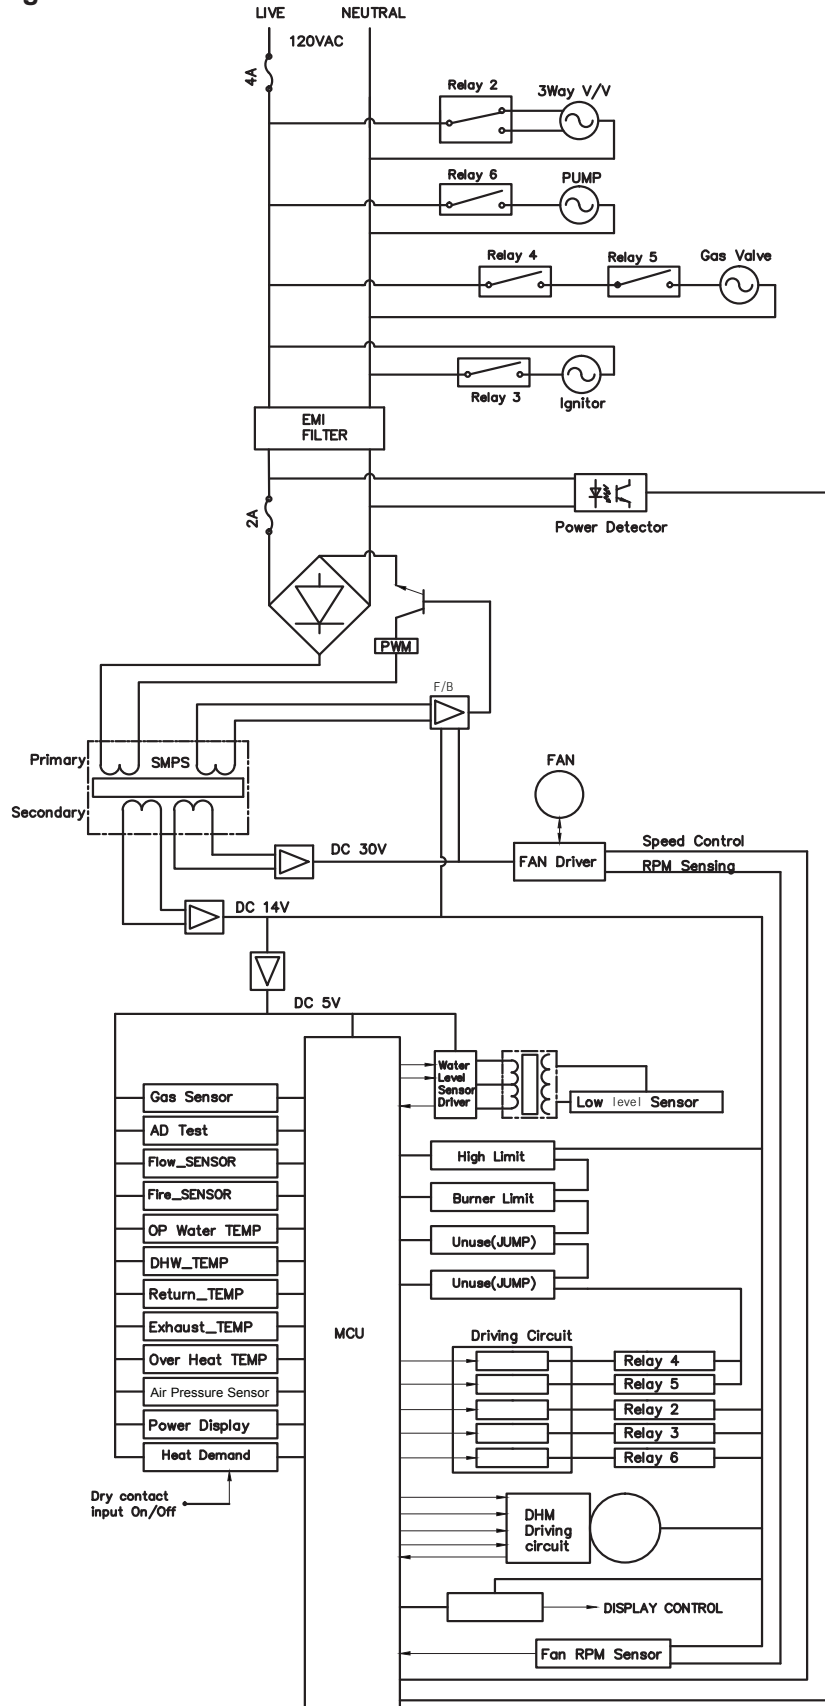 g
LIVE
NEUTRAL
120VAC
4A
Relay 2
3Way V/V
Relay 6
PUMP
Relay 4
Relay 5
Gas Valve
Relay 3
Ignitor
EMI
FILTER
2A
Power Detector
PWM
F/B
Primary
SMPS
Secondary
FAN
DC 30V
FAN Driver
Speed Control
RPM Sensing
DC 14V
DC 5V
Water
Level
Sensor
Driver
Low level Sensor
Gas Sensor
AD Test
Flow_SENSOR
Fire_SENSOR
OP Water TEMP
DHW_TEMP
Return_TEMP
Exhaust_TEMP
Over Heat TEMP
Air Pressure Sensor
Power Display
Heat Demand
Dry contact
input On/Off
MCU
High Limit
Burner Limit
Unuse(JUMP)
Unuse(JUMP)
Driving Circuit
Relay 4
Relay 5
Relay 2
Relay 3
Relay 6
DHM
Driving
circuit
DISPLAY CONTROL
Fan RPM Sensor